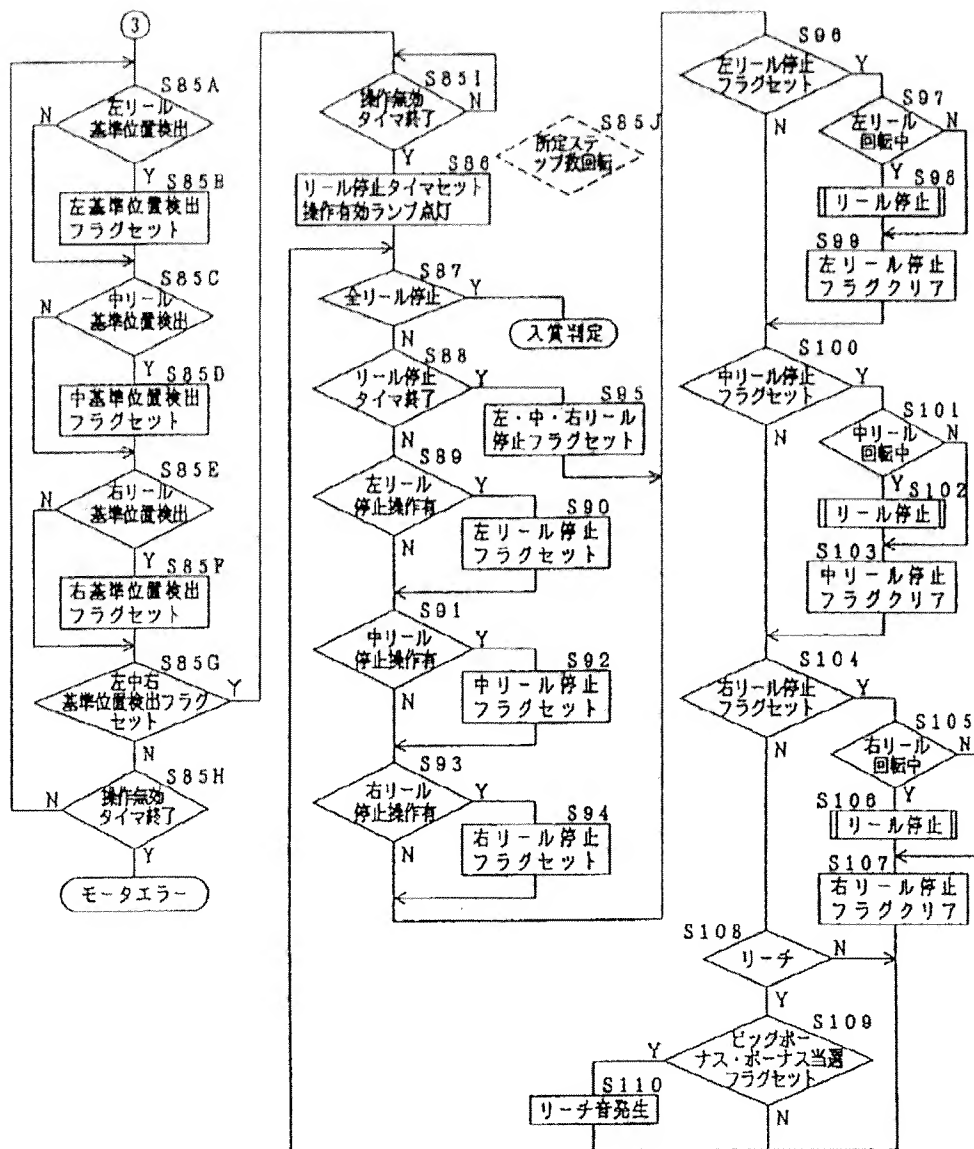 3
S85A
左リール
基準位置検出
N
Y
S85B
左基準位置検出
フラグセット
S85C
中リール
基準位置検出
N
Y
S85D
中基準位置検出
フラグセット
S85E
右リール
基準位置検出
N
Y
S85F
右基準位置検出
フラグセット
S85G
左中右
基準位置検出フラグ
セット
Y
N
S85H
操作無効
タイマ終了
N
Y
モータエラー
S85I
操作無効
タイマ終了
N
Y
S85J
所定ステ
ップ数回転
S86
リール停止タイマセット
操作有効ランプ点灯
S87
全リール停止
Y
N
入賞判定
S88
リール停止
タイマ終了
Y
N
S95
左・中・右リール
停止フラグセット
S89
左リール
停止操作有
Y
N
S90
左リール停止
フラグセット
S91
中リール
停止操作有
Y
N
S92
中リール停止
フラグセット
S93
右リール
停止操作有
Y
N
S94
右リール停止
フラグセット
S96
左リール停止
フラグセット
Y
N
S97
左リール
回転中
N
Y
S98
リール停止
S99
左リール停止
フラグクリア
S100
中リール停止
フラグセット
Y
N
S101
中リール
回転中
N
Y
S102
リール停止
S103
中リール停止
フラグクリア
S104
右リール停止
フラグセット
Y
N
S105
右リール
回転中
N
Y
S106
リール停止
S107
右リール停止
フラグクリア
S108
リーチ
N
Y
S109
ビッグボー
ナス・ボーナス当選
フラグセット
Y
N
S110
リーチ音発生